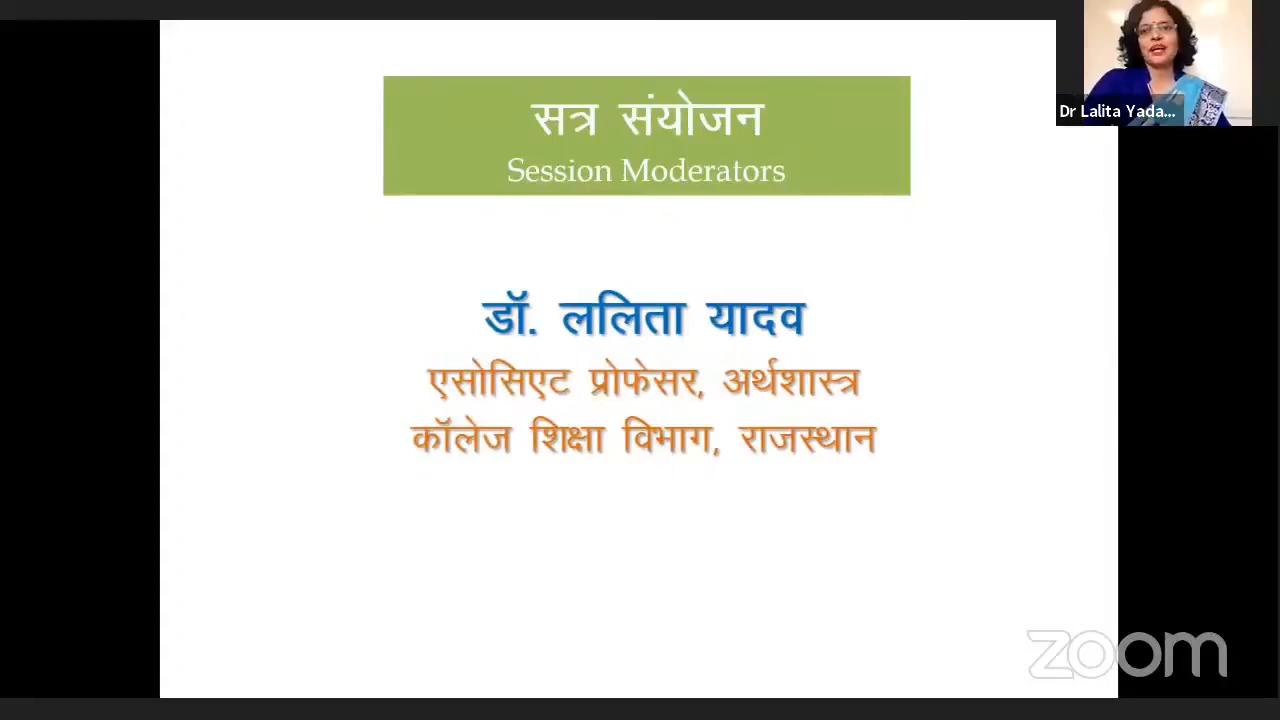 सत्र संयोजन
Session Moderators
Dr Lalita Yada...
डॉ. ललिता यादव
एसोसिएट प्रोफेसर, अर्थशास्त्र
कॉलेज शिक्षा विभाग, राजस्थान
zoom